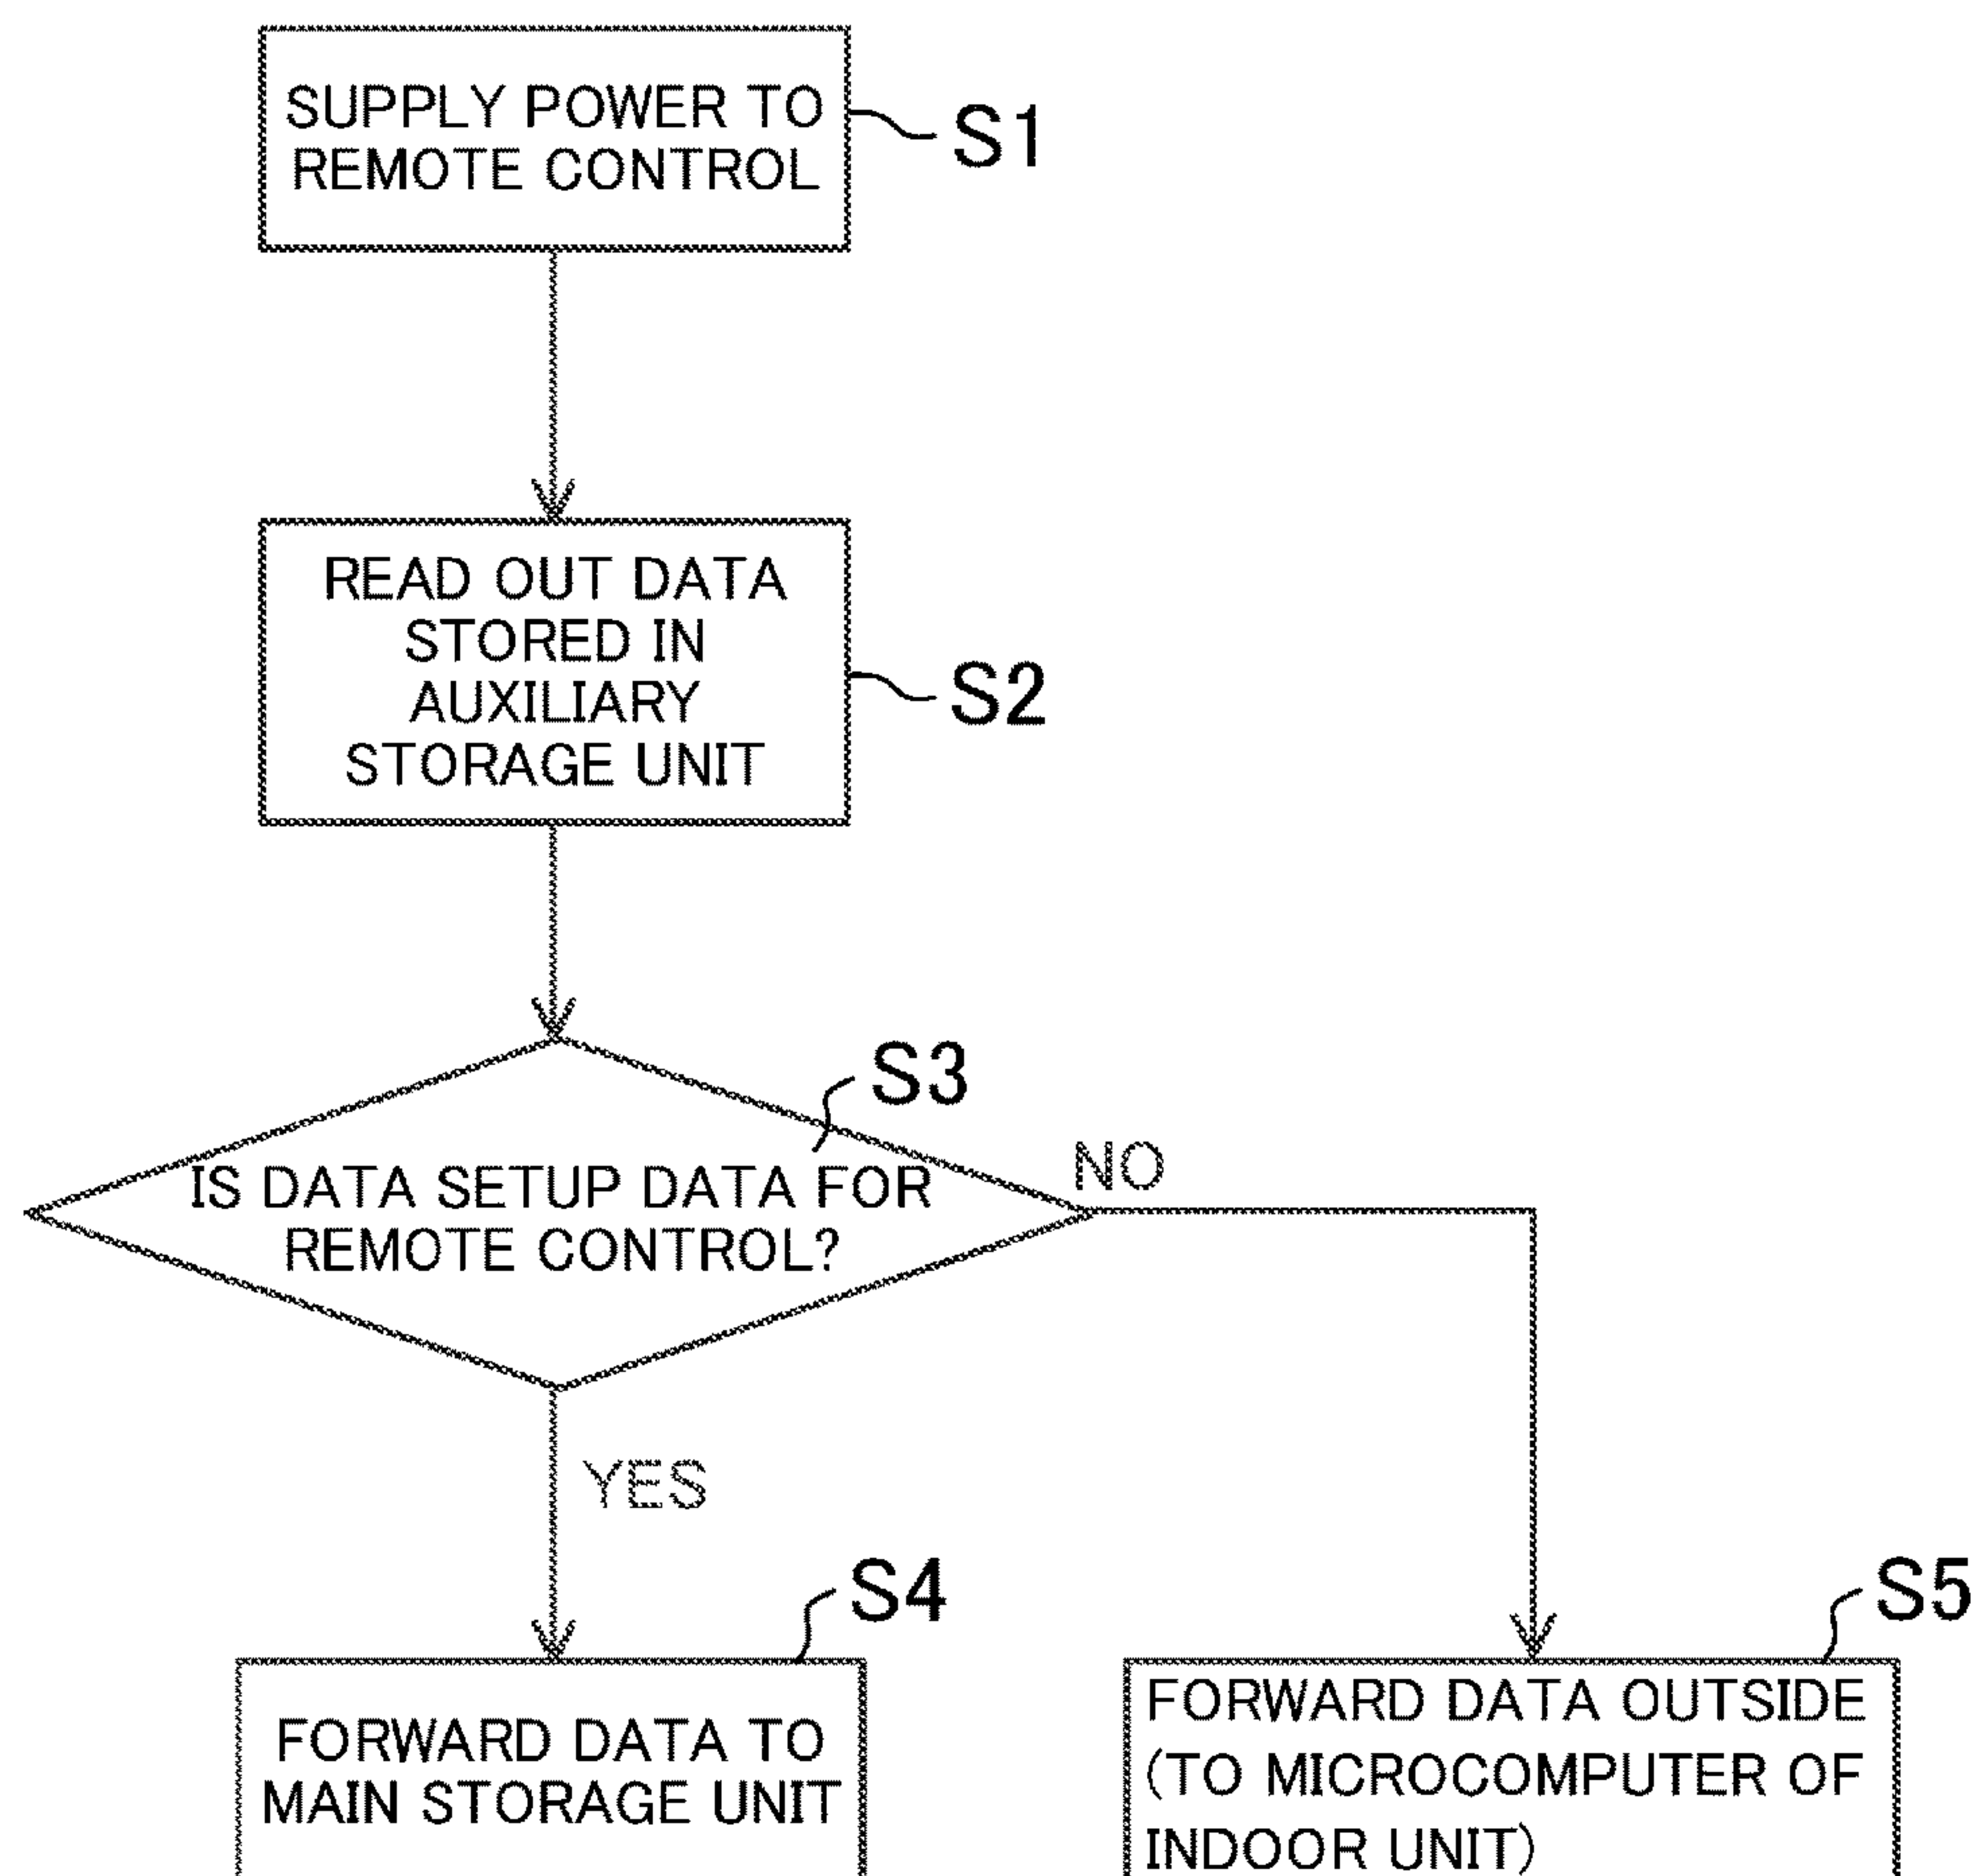 SUPPLY POWER TO
REMOTE CONTROL
S1
READ OUT DATA
STORED IN
AUXILIARY
STORAGE UNIT
S2
S3
IS DATA SETUP DATA FOR
REMOTE CONTROL?
NO
YES
S4
FORWARD DATA TO
MAIN STORAGE UNIT
S5
FORWARD DATA OUTSIDE
(TO MICROCOMPUTER OF
INDOOR UNIT)